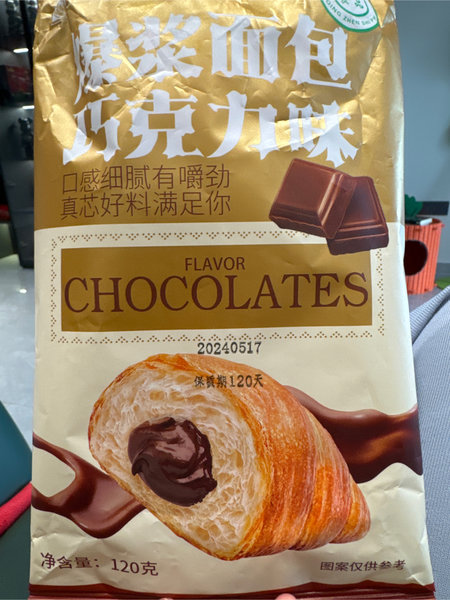 爆浆面包
巧克力味
口感细腻有嚼劲
真芯好料满足你
FLAVOR
CHOCOLATES
20240517
保质期120天
净含量：120克
图案仅供参考